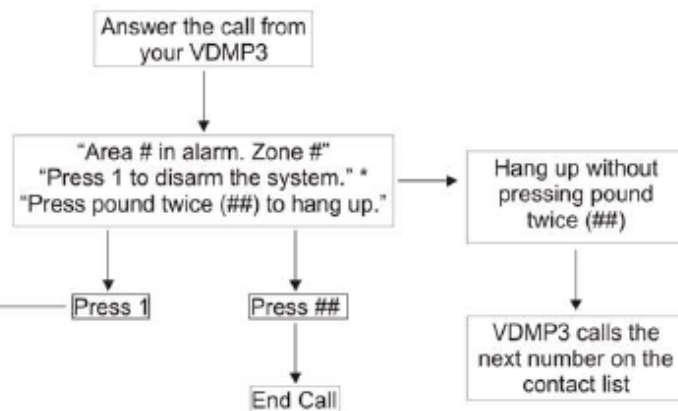 Answer the call from
your VDMP3
“Area # in alarm. Zone #”
“Press 1 to disarm the system.” *
“Press pound twice (##) to hang up.”
Hang up without
pressing pound
twice (##)
Press 1
Press ##
VDMP3 calls the
next number on the
contact list
End Call